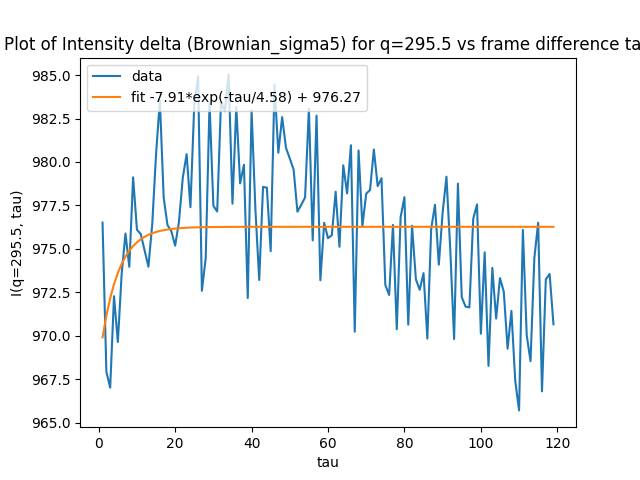 Plot of Intensity delta (Brownian_sigma5) for q=295.5 vs frame difference ta
data
fit -7.91*exp(-tau/4.58) + 976.27
985.0
982.5
980.0
977.5
975.0
972.5
970.0
967.5
965.0
I(q=295.5, tau)
0 20 40 60 80 100 120
tau